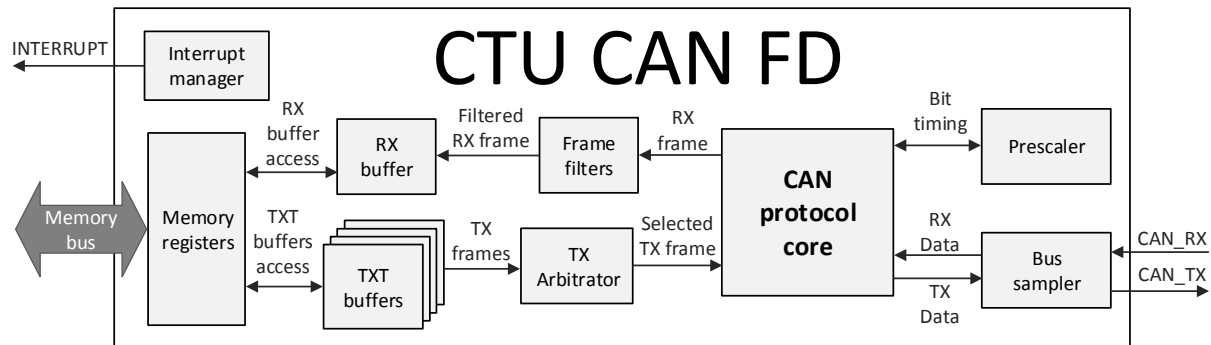 CTU CAN FD
INTERRUPT
Interrupt
manager
RX
buffer
access
RX
buffer
Filtered
RX frame
Frame
filters
RX
frame
CAN
protocol
core
Bit
timing
Prescaler
Memory
bus
Memory
registers
TXT
buffers
access
TXT
buffers
TX
frames
TX
Arbitrator
Selected
TX frame
RX
Data
TX
Data
Bus
sampler
CAN_RX
CAN_TX